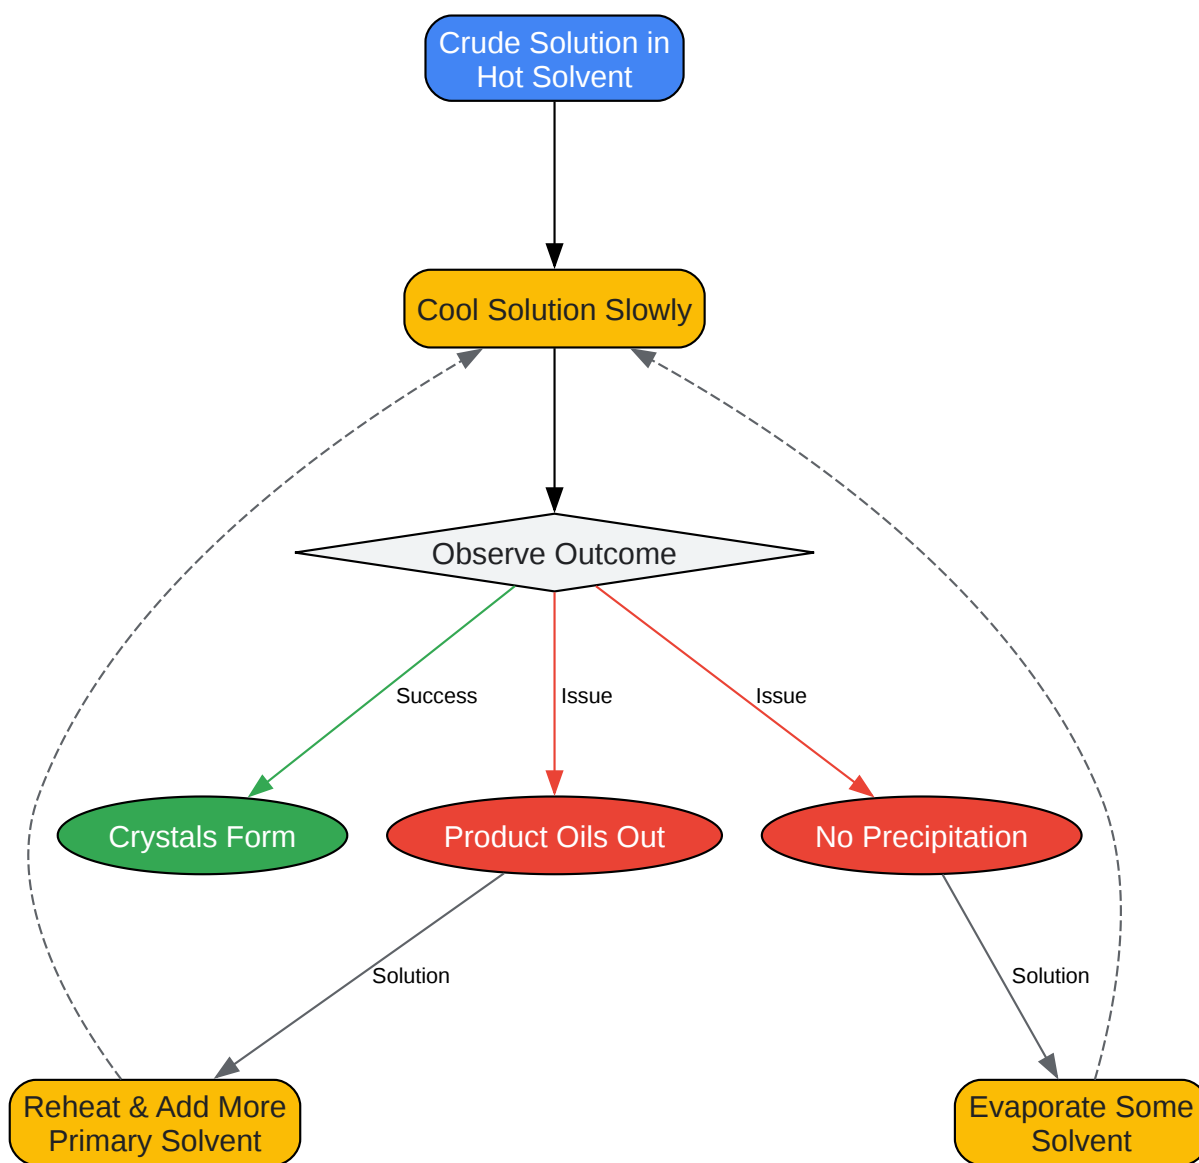 Crude Solution in
Hot Solvent
Cool Solution Slowly
Observe Outcome
Success
Issue
Issue
Crystals Form
Product Oils Out
No Precipitation
Solution
Solution
Reheat & Add More
Primary Solvent
Evaporate Some
Solvent